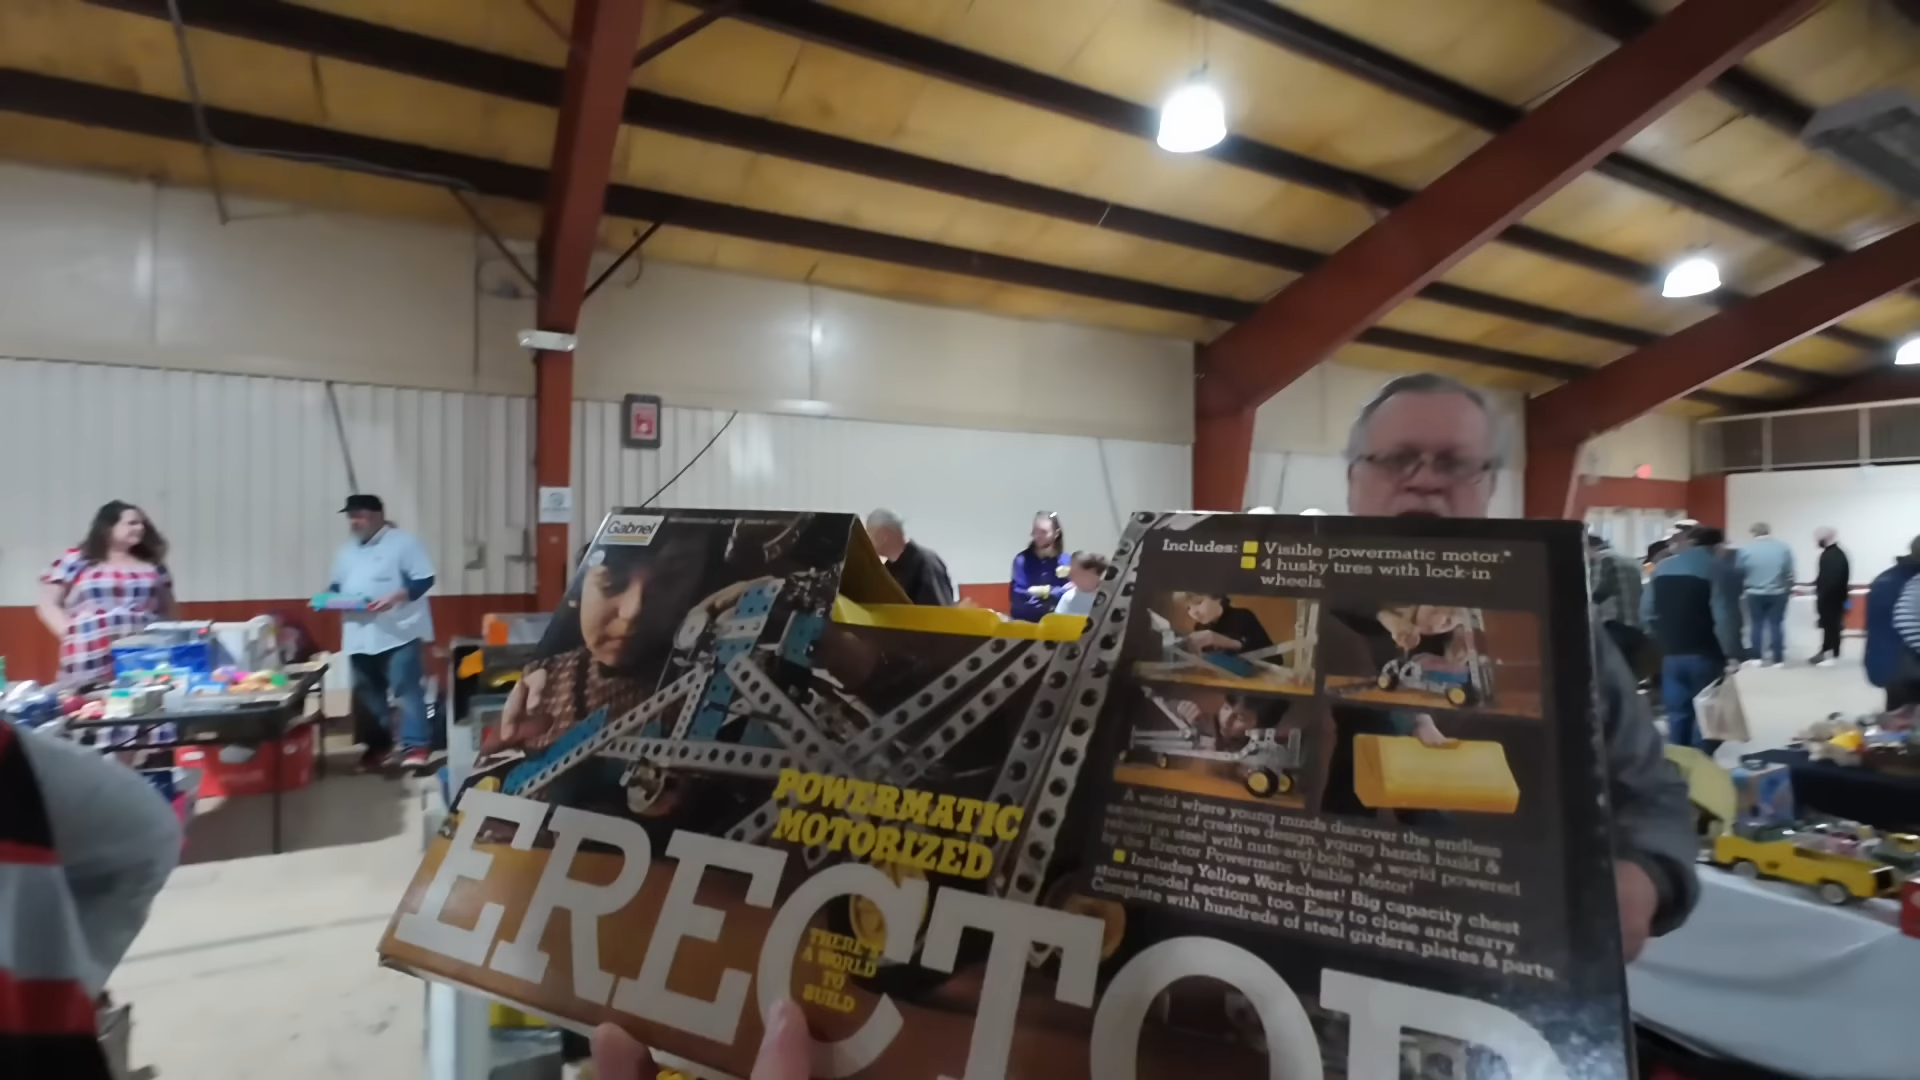 Gabriel
POWERMATIC
MOTORIZED
ERECTOR
THERE'S
A WORLD
TO
BUILD
Includes: Visible powermatic motor.*
4 husky tires with lock-in
wheels.
A world where young minds discover the endless
excitement of creative design, young hands build &
rebuild in steel with nuts-and-bolts...a world powered
by the Erector Powermatic Visible Motor!
Includes Yellow Workchest! Big capacity chest
stores model sections, too. Easy to close and carry.
Complete with hundreds of steel girders, plates & parts